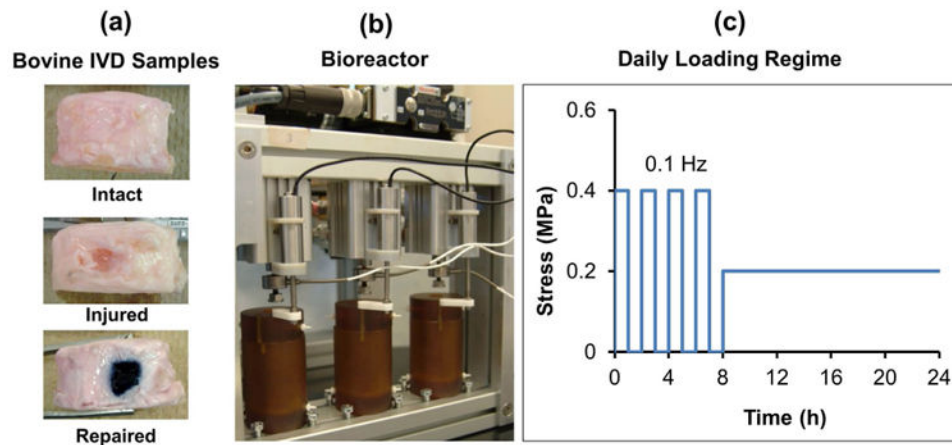 (a)
Bovine IVD Samples
Intact
Injured
Repaired
(b)
Bioreactor
(c)
Daily Loading Regime
0.6
0.4
0.2
0
Stress (MPa)
0.1 Hz
0 4 8 12 16 20 24
Time (h)